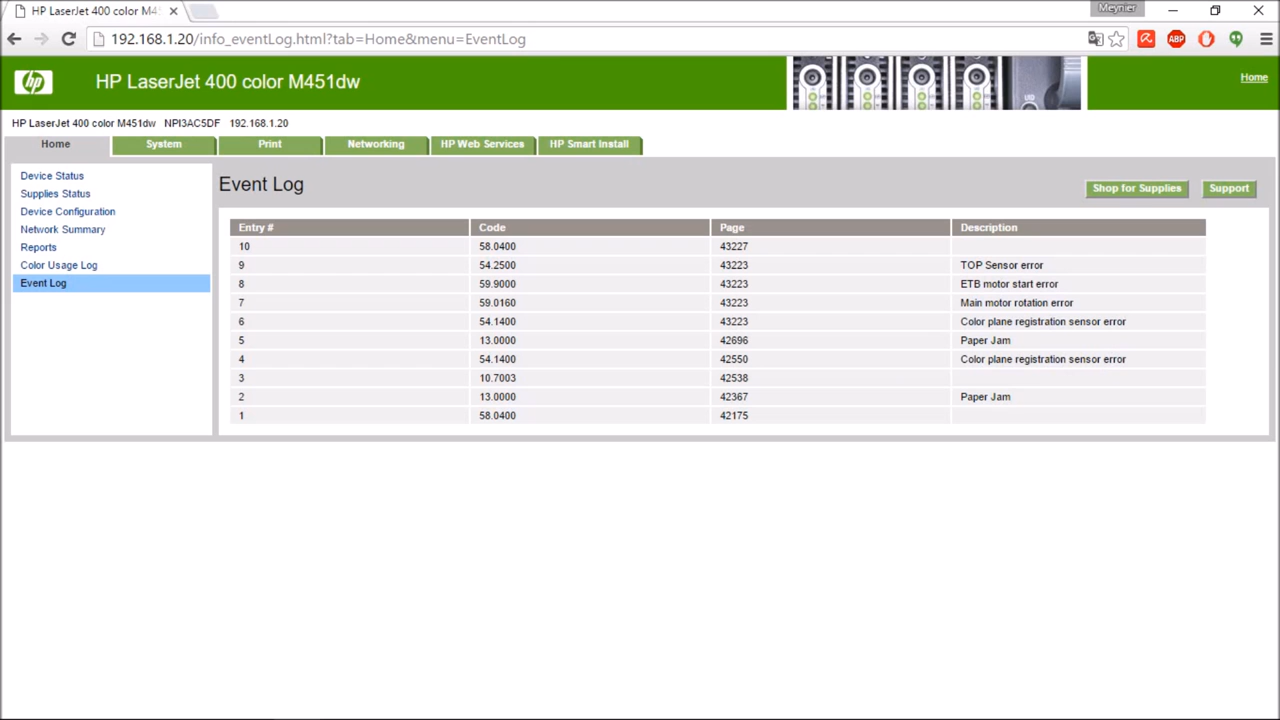 HP LaserJet 400 color M45
Meynier
192.168.1.20/info_eventLog.html?tab=Home&menu=EventLog
ABP
hp
HP LaserJet 400 color M451dw
Home
HP LaserJet 400 color M451dw NPI3AC5DF 192.168.1.20
Home System Print Networking HP Web Services HP Smart Install
Device Status
Supplies Status
Device Configuration
Network Summary
Reports
Color Usage Log
Event Log
Event Log
Shop for Supplies Support
Entry # Code Page Description
10 58.0400 43227
9 54.2500 43223 TOP Sensor error
8 59.9000 43223 ETB motor start error
7 59.0160 43223 Main motor rotation error
6 54.1400 43223 Color plane registration sensor error
5 13.0000 42696 Paper Jam
4 54.1400 42550 Color plane registration sensor error
3 10.7003 42538
2 13.0000 42367 Paper Jam
1 58.0400 42175